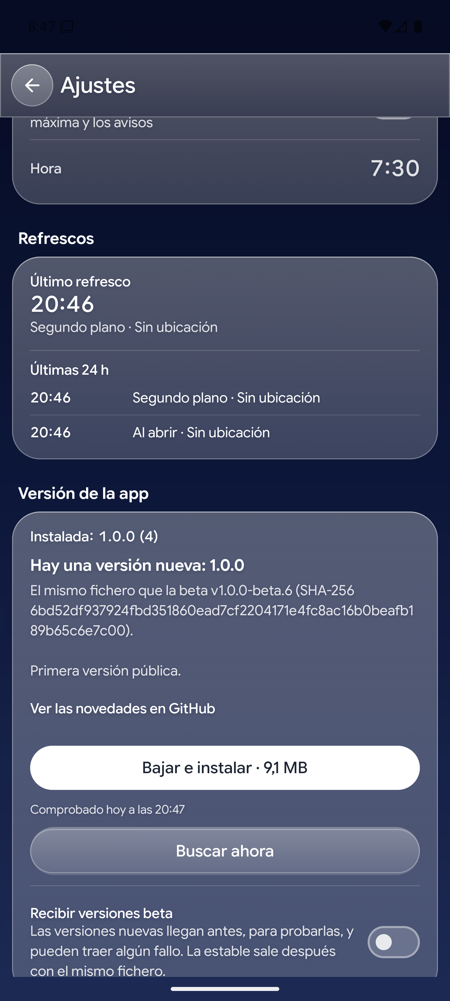 8:47
Ajustes
máxima y los avisos
Hora
7:30
Refrescos
Último refresco
20:46
Segundo plano · Sin ubicación
Últimas 24 h
20:46 Segundo plano · Sin ubicación
20:46 Al abrir · Sin ubicación
Versión de la app
Instalada: 1.0.0 (4)
Hay una versión nueva: 1.0.0
El mismo fichero que la beta v1.0.0-beta.6 (SHA-256
6bd52df937924fbd351860ead7cf2204171e4fc8ac16b0beafb1
89b65c6e7c00).
Primera versión pública.
Ver las novedades en GitHub
Bajar e instalar · 9,1 MB
Comprobado hoy a las 20:47
Buscar ahora
Recibir versiones beta
Las versiones nuevas llegan antes, para probarlas, y
pueden traer algún fallo. La estable sale después
con el mismo fichero.